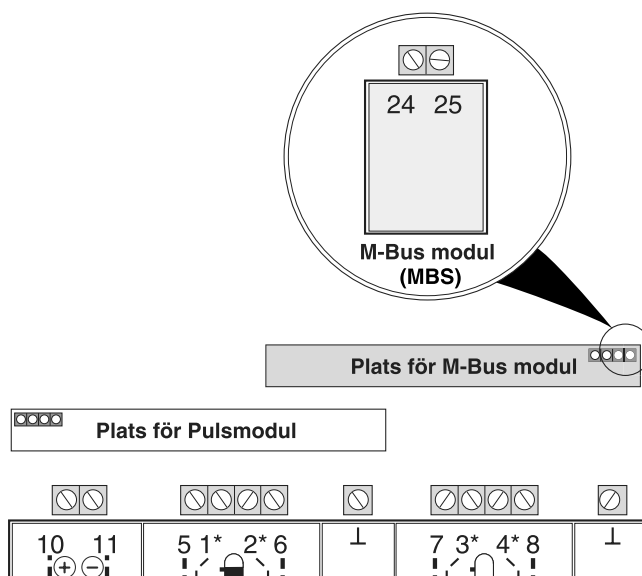 24 25
M-Bus modul
(MBS)
Plats för M-Bus modul
Plats för Pulsmodul
10 11 5 1* 2* 6 ⊥ 7 3* 4* 8 ⊥
+ −